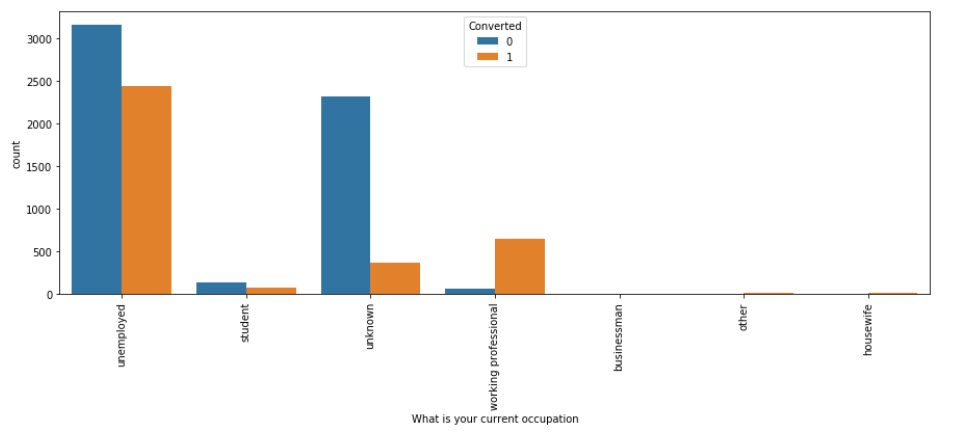 Converted
0
1
3000
2500
2000
1500
1000
500
0
count
unemployed
student
unknown
working professional
businessman
other
housewife
What is your current occupation